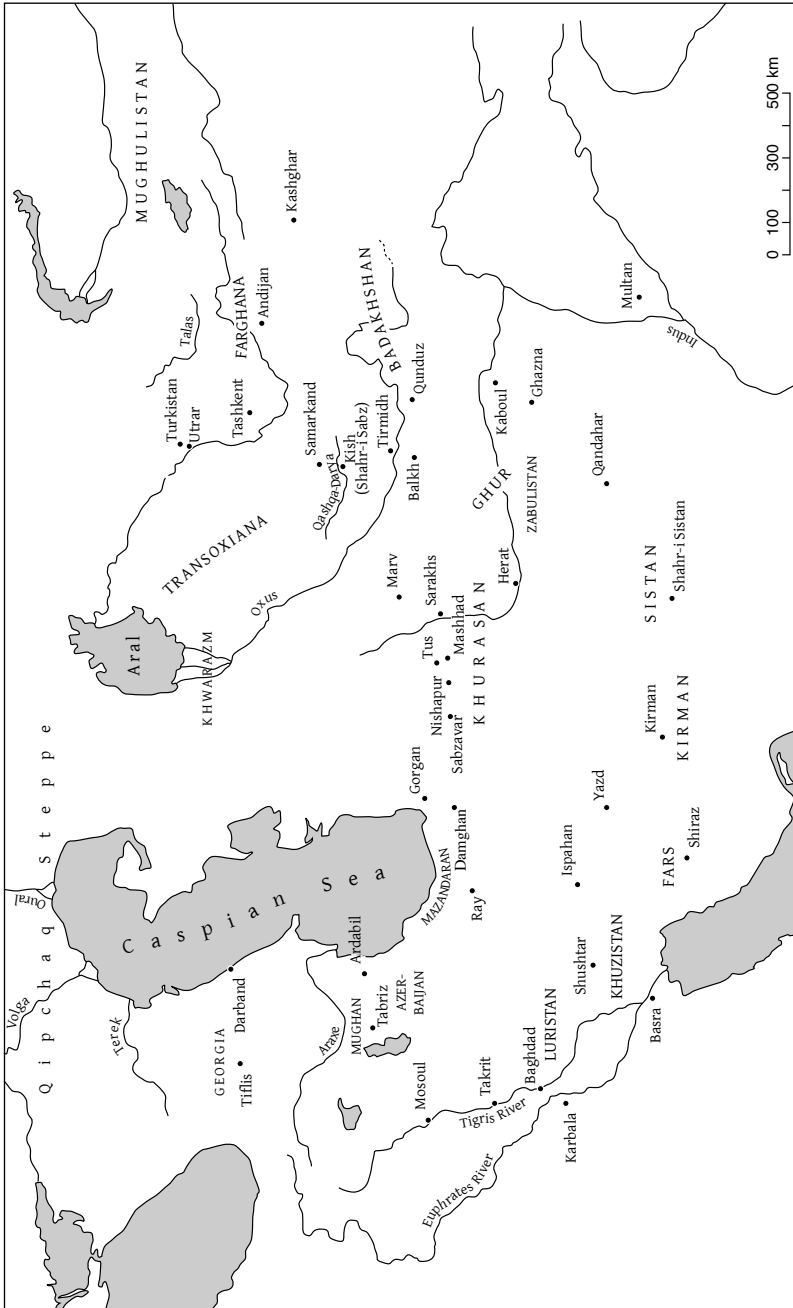 Qipchaq Steppe
MUGHULISTAN
Volga
Oural
Terek
Aral
KHWARAZM
Turkistan
Utrar
Talas
Tashkent
FARGHANA
Andijan
Kashghar
GEORGIA
Tiflis
Darband
Caspian Sea
TRANSOXIANA
Oxus
Samarkand
Qashqa-Darya
Kish
(Shahr-i Sabz)
Tirmidh
BADAKHSHAN
Araxe
MUGHAN
Ardabil
Tabriz
AZER-
BAIJAN
MAZANDARAN
Gorgan
Damghan
Ray
Marv
Sarakhs
Tus
Mashhad
Nishapur
Sabzavar
KHURASAN
Balkh
Qunduz
Mosoul
Takrit
Tigris River
Euphrates River
Baghdad
Karbala
LURISTAN
Herat
GHUR
ZABULISTAN
Kaboul
Ghazna
Shushtar
KHUZISTAN
Basra
Ispahan
Yazd
Qandahar
Multan
Indus
FARS
Shiraz
Kirman
KIRMAN
SISTAN
Shahr-i Sistan
0 100 300 500 km